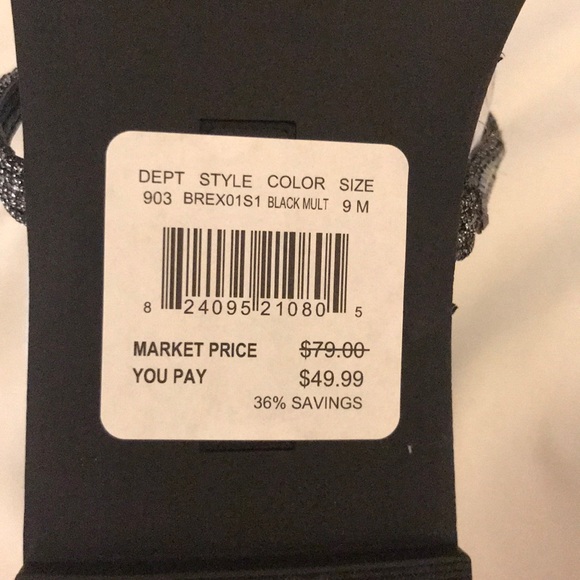 DEPT STYLE COLOR SIZE
903 BREX01S1 BLACK MULT 9 M
8 24095 21080 5
MARKET PRICE $79.00
YOU PAY $49.99
36% SAVINGS